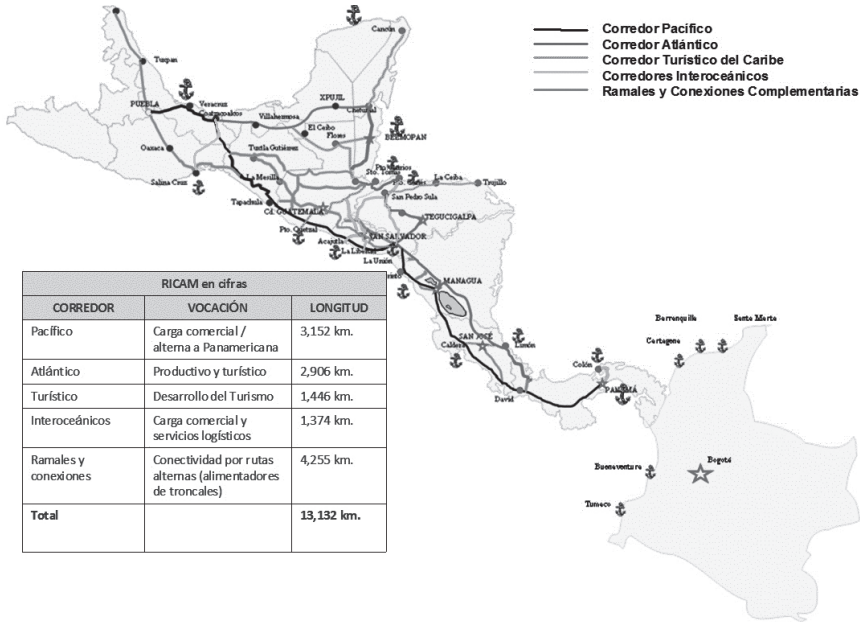 Corredor Pacífico
Corredor Atlántico
Corredor Turístico del Caribe
Corredores Interoceánicos
Ramales y Conexiones Complementarias
Cancún
Tuxpan
PUEBLA
Veracruz
Coatzacoalcos
Villahermosa
XPUJIL
Chetumal
El Ceibo
Flores
BELMOPAN
Oaxaca
Tuxtla Gutiérrez
Salina Cruz
La Mesilla
Sto. Tomás
La Ceiba
Trujillo
San Pedro Sula
Tapachula
Cd. GUATEMALA
TEGUCIGALPA
Pto. Quetzal
Acajutla
SAN SALVADOR
La Libertad
La Unión
MANAGUA
SAN JOSÉ
Caldera
Limón
Colón
David
PANAMÁ
Barranquilla
Santa Marta
Cartagena
Bogotá
Buenaventura
Tumaco
RICAM en cifras
CORREDOR VOCACIÓN LONGITUD
Pacífico Carga comercial / 3,152 km.
alterna a Panamericana
Atlántico Productivo y turístico 2,906 km.
Turístico Desarrollo del Turismo 1,446 km.
Interoceánicos Carga comercial y 1,374 km.
servicios logísticos
Ramales y Conectividad por rutas 4,255 km.
conexiones alternas (alimentadores
de troncales)
Total 13,132 km.